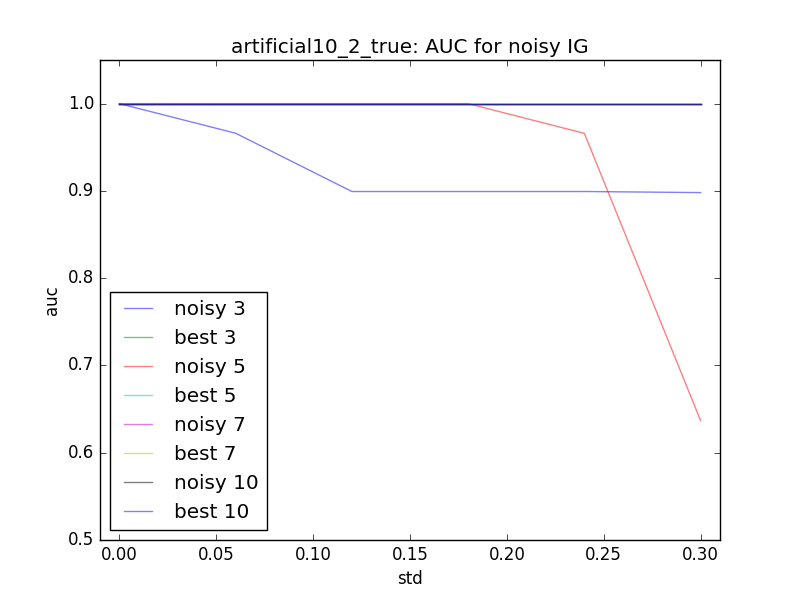 artificial10_2_true: AUC for noisy IG
1.0
0.9
0.8
0.7
0.6
0.5
auc
noisy 3
best 3
noisy 5
best 5
noisy 7
best 7
noisy 10
best 10
0.00 0.05 0.10 0.15 0.20 0.25 0.30
std